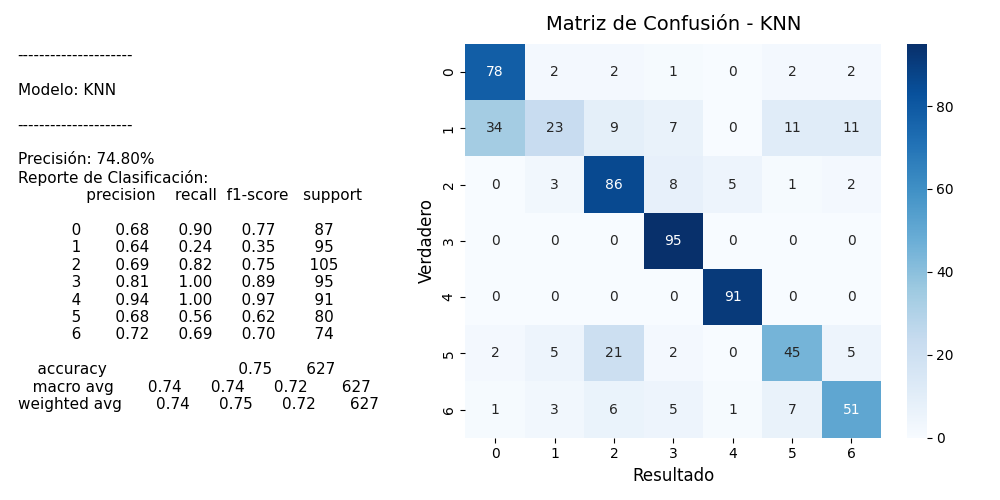 ---------------------
Modelo: KNN
---------------------
Precisión: 74.80%
Reporte de Clasificación:
precision recall f1-score support
0 0.68 0.90 0.77 87
1 0.64 0.24 0.35 95
2 0.69 0.82 0.75 105
3 0.81 1.00 0.89 95
4 0.94 1.00 0.97 91
5 0.68 0.56 0.62 80
6 0.72 0.69 0.70 74
accuracy 0.75 627
macro avg 0.74 0.74 0.72 627
weighted avg 0.74 0.75 0.72 627
Matriz de Confusión - KNN
Verdadero
0 78 2 2 1 0 2 2
1 34 23 9 7 0 11 11
2 0 3 86 8 5 1 2
3 0 0 0 95 0 0 0
4 0 0 0 0 91 0 0
5 2 5 21 2 0 45 5
6 1 3 6 5 1 7 51
0 1 2 3 4 5 6
Resultado
80
60
40
20
0